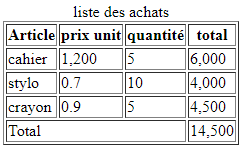 liste des achats
Article prix unit quantité total
cahier 1,200 5 6,000
stylo 0.7 10 4,000
crayon 0.9 5 4,500
Total 14,500